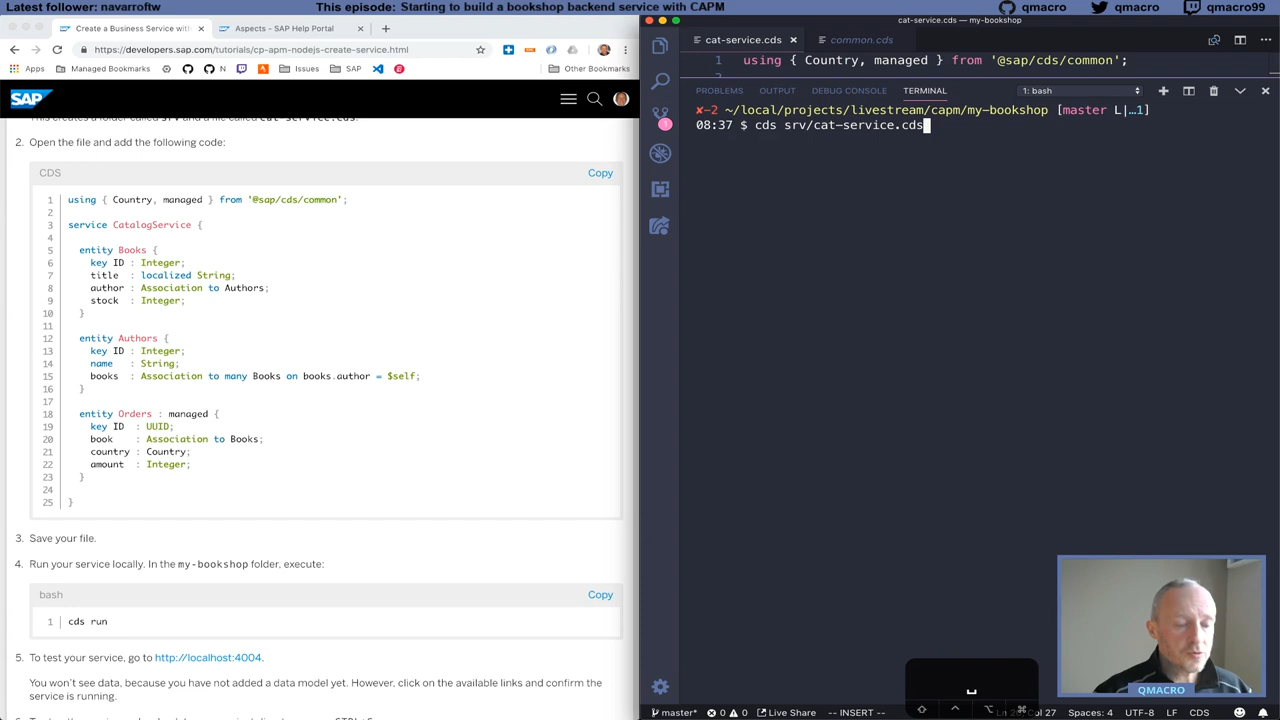 Latest follower: navarroftw
This episode: Starting to build a bookshop backend service with CAPM
qmacro
qmacro
qmacro99
Create a Business Service with
Aspects - SAP Help Portal
https://developers.sap.com/tutorials/cp-apm-nodejs-create-service.html
Apps
Managed Bookmarks
N
Issues
SAP
Other Bookmarks
SAP
2. Open the file and add the following code:
CDS
Copy
1 using { Country, managed } from '@sap/cds/common';
2
3 service CatalogService {
4
5 entity Books {
6 key ID : Integer;
7 title : localized String;
8 author : Association to Authors;
9 stock : Integer;
10 }
11
12 entity Authors {
13 key ID : Integer;
14 name : String;
15 books : Association to many Books on books.author = $self;
16 }
17
18 entity Orders : managed {
19 key ID : UUID;
20 book : Association to Books;
21 country : Country;
22 amount : Integer;
23 }
24
25 }
3. Save your file.
4. Run your service locally. In the my-bookshop folder, execute:
bash
Copy
1 cds run
5. To test your service, go to http://localhost:4004.
You won't see data, because you have not added a data model yet. However, click on the available links and confirm the
service is running.
cat-service.cds — my-bookshop
cat-service.cds
common.cds
1 using { Country, managed } from '@sap/cds/common';
2
PROBLEMS
OUTPUT
DEBUG CONSOLE
TERMINAL
1: bash
1
✘-2 ~/local/projects/livestream/capm/my-bookshop [master L|…1]
08:37 $ cds srv/cat-service.cds
QMACRO
master*
0
0
Live Share
-- INSERT --
Col 27
Spaces: 4
UTF-8
LF
CDS